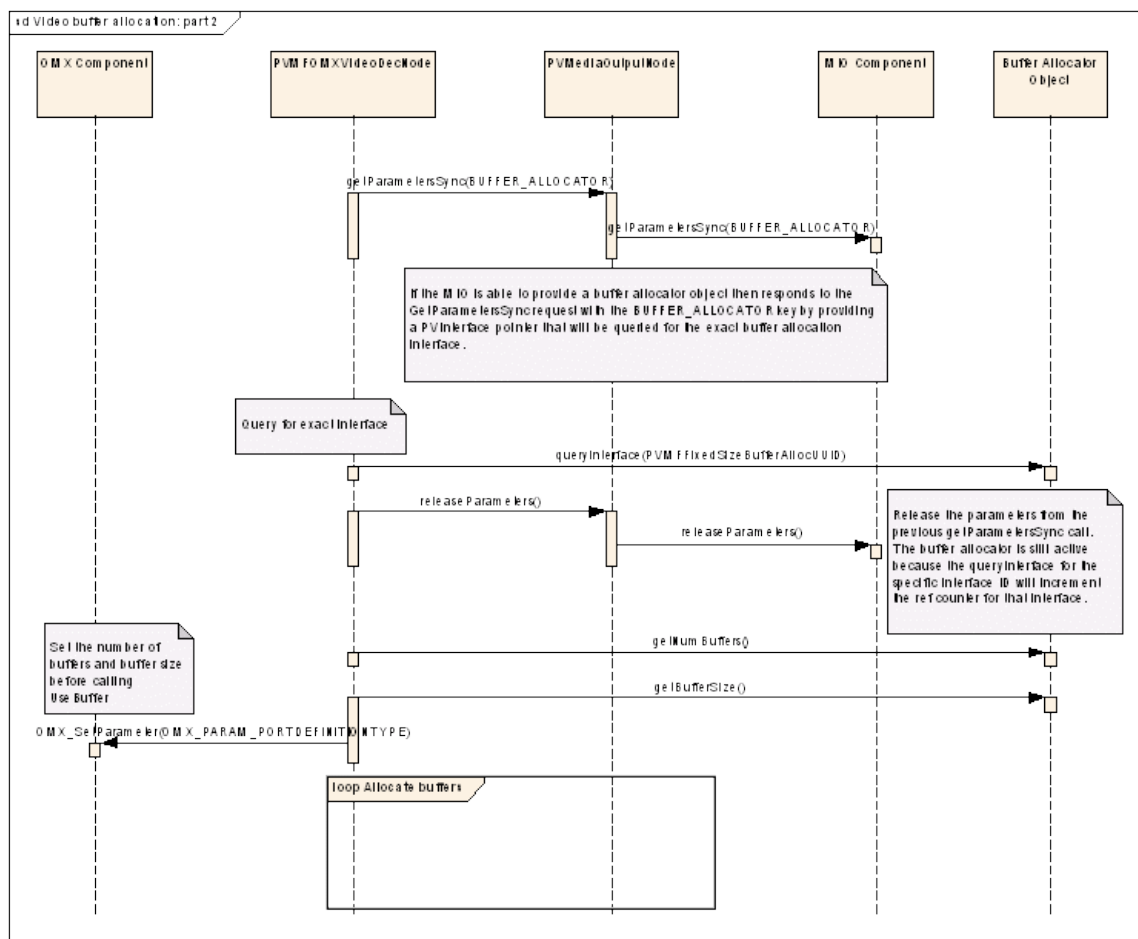 sd Video buffer allocation: part 2
OMX Component
PVMFOMXVideoDecNode
PVMediaOutputNode
MIO Component
Buffer Allocator
Object
getParametersSync(BUFFER_ALLOCATOR)
getParametersSync(BUFFER_ALLOCATOR)
If the MIO is able to provide a buffer allocator object then responds to the
GetParametersSync request with the BUFFER_ALLOCATOR key by providing
a PVInterface pointer that will be queried for the exact buffer allocation
interface.
Query for exact interface
queryInterface(PVMFFixedSizeBufferAllocUUID)
releaseParameters()
releaseParameters()
Release the parameters from the
previous getParametersSync call.
The buffer allocator is still active
because the queryInterface for the
specific interface ID will increment
the ref counter for that interface.
Set the number of
buffers and buffer size
before calling
UseBuffer
getNumBuffers()
getBufferSize()
OMX_SetParameter(OMX_PARAM_PORTDEFINITIONTYPE)
loop Allocate buffers